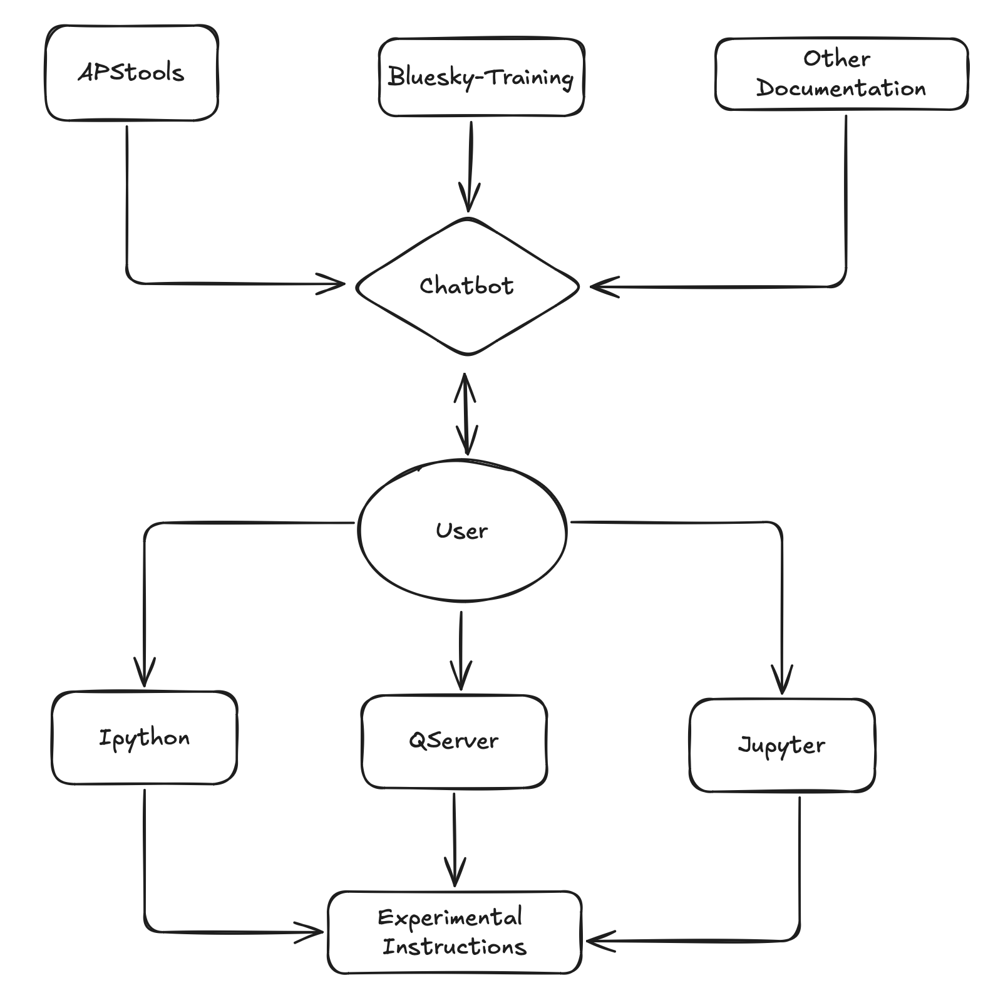 APStools
Bluesky-Training
Other
Documentation
Chatbot
User
Ipython
QServer
Jupyter
Experimental
Instructions